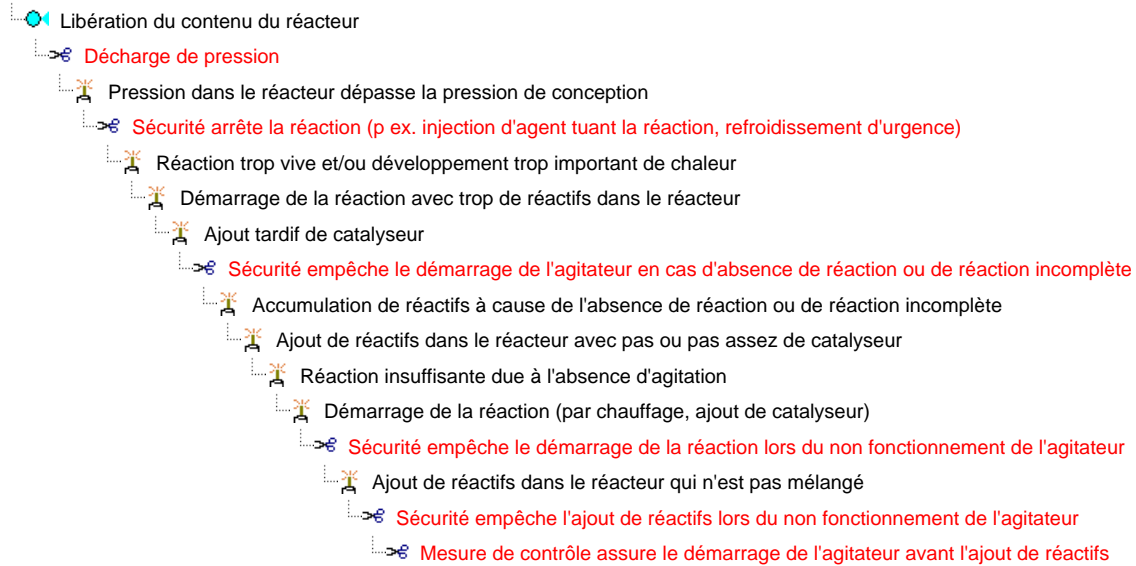 Libération du contenu du réacteur
Décharge de pression
Pression dans le réacteur dépasse la pression de conception
Sécurité arrête la réaction (p ex. injection d'agent tuant la réaction, refroidissement d'urgence)
Réaction trop vive et/ou développement trop important de chaleur
Démarrage de la réaction avec trop de réactifs dans le réacteur
Ajout tardif de catalyseur
Sécurité empêche le démarrage de l'agitateur en cas d'absence de réaction ou de réaction incomplète
Accumulation de réactifs à cause de l'absence de réaction ou de réaction incomplète
Ajout de réactifs dans le réacteur avec pas ou pas assez de catalyseur
Réaction insuffisante due à l'absence d'agitation
Démarrage de la réaction (par chauffage, ajout de catalyseur)
Sécurité empêche le démarrage de la réaction lors du non fonctionnement de l'agitateur
Ajout de réactifs dans le réacteur qui n'est pas mélangé
Sécurité empêche l'ajout de réactifs lors du non fonctionnement de l'agitateur
Mesure de contrôle assure le démarrage de l'agitateur avant l'ajout de réactifs